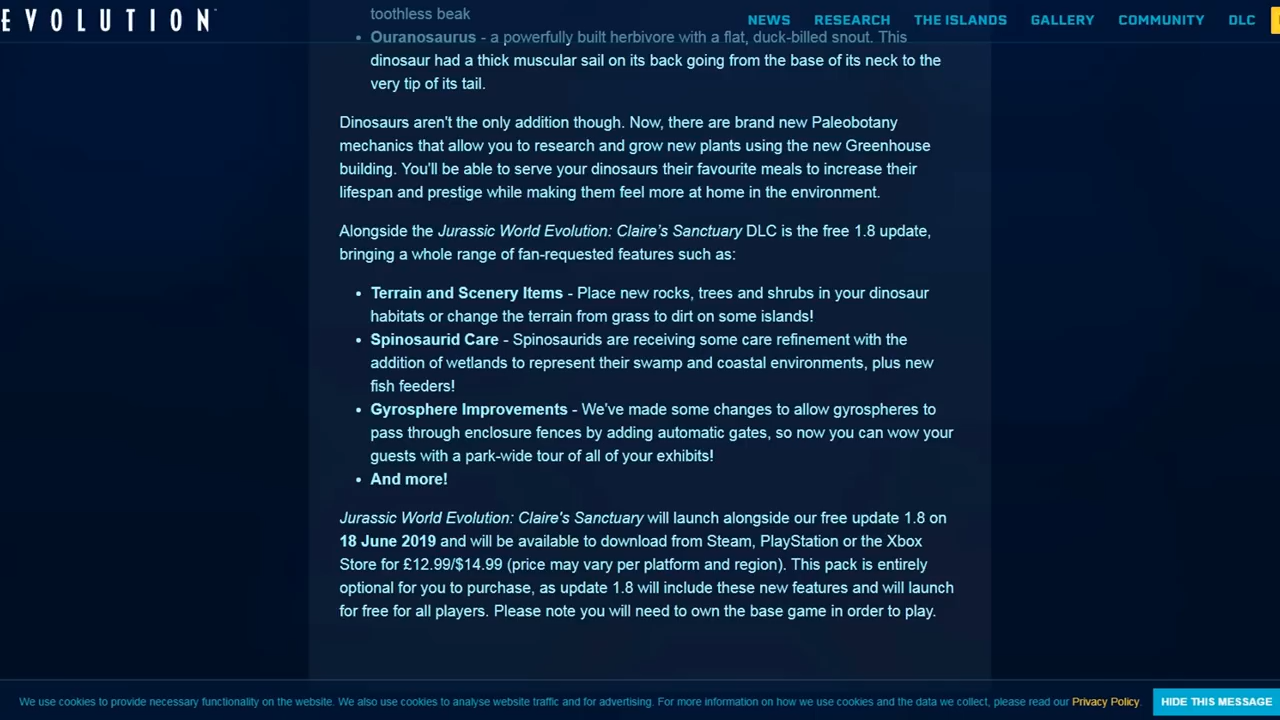 EVOLUTION
NEWS RESEARCH THE ISLANDS GALLERY COMMUNITY DLC
toothless beak
• Ouranosaurus - a powerfully built herbivore with a flat, duck-billed snout. This
dinosaur had a thick muscular sail on its back going from the base of its neck to the
very tip of its tail.
Dinosaurs aren't the only addition though. Now, there are brand new Paleobotany
mechanics that allow you to research and grow new plants using the new Greenhouse
building. You'll be able to serve your dinosaurs their favourite meals to increase their
lifespan and prestige while making them feel more at home in the environment.
Alongside the Jurassic World Evolution: Claire's Sanctuary DLC is the free 1.8 update,
bringing a whole range of fan-requested features such as:
• Terrain and Scenery Items - Place new rocks, trees and shrubs in your dinosaur
habitats or change the terrain from grass to dirt on some islands!
• Spinosaurid Care - Spinosaurids are receiving some care refinement with the
addition of wetlands to represent their swamp and coastal environments, plus new
fish feeders!
• Gyrosphere Improvements - We've made some changes to allow gyrospheres to
pass through enclosure fences by adding automatic gates, so now you can wow your
guests with a park-wide tour of all of your exhibits!
• And more!
Jurassic World Evolution: Claire's Sanctuary will launch alongside our free update 1.8 on
18 June 2019 and will be available to download from Steam, PlayStation or the Xbox
Store for £12.99/$14.99 (price may vary per platform and region). This pack is entirely
optional for you to purchase, as update 1.8 will include these new features and will launch
for free for all players. Please note you will need to own the base game in order to play.
We use cookies to provide necessary functionality on the website. We also use cookies to analyse website traffic and for advertising. For more information on how we use cookies and the data we collect, please read our Privacy Policy.
HIDE THIS MESSAGE